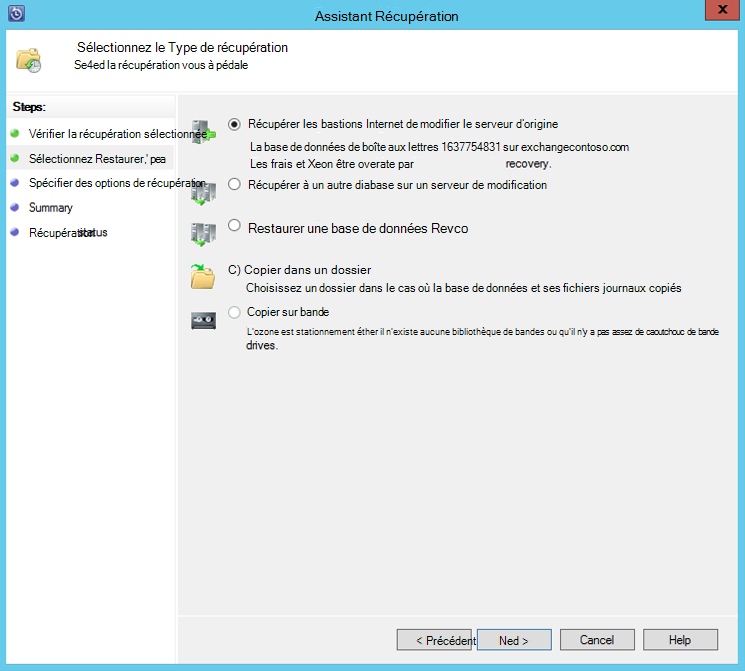 Assistant Récupération
x
Sélectionnez le Type de récupération
Se4ed la récupération vous à pédale
Steps:
Vérifier la récupération sélectionnée
Sélectionnez Restaurer,' pea
Spécifier des options de récupération
Summary
Récupération status
Récupérer les bastions Internet de modifier le serveur d'origine
La base de données de boîte aux lettres 1637754831 sur exchangecontoso.com
Les frais et Xeon être overate par recovery.
Récupérer à un autre diabase sur un serveur de modification
Restaurer une base de données Revco
C) Copier dans un dossier
Choisissez un dossier dans le cas où la base de données et ses fichiers journaux copiés
Copier sur bande
L'ozone est stationnement éther il n'existe aucune bibliothèque de bandes ou qu'il n'y a pas assez de caoutchouc de bande
drives.
< Précédent
Ned >
Cancel
Help